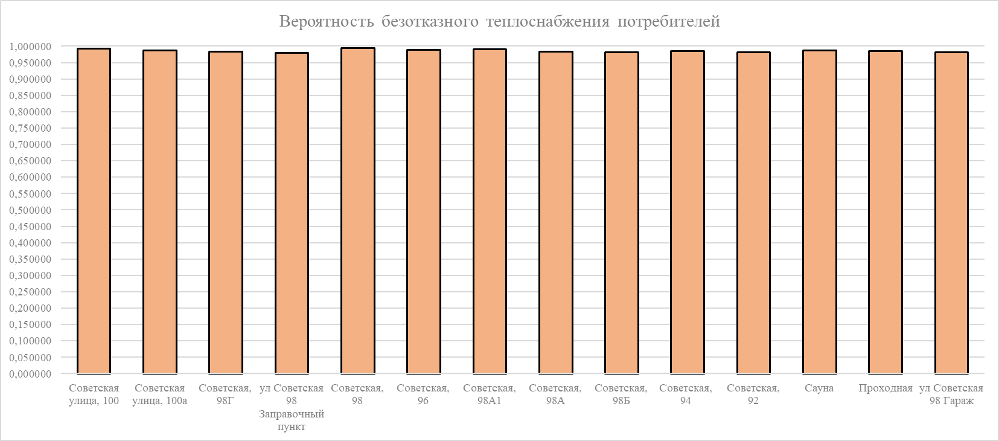 Вероятность безотказного теплоснабжения потребителей
1,000000
0,950000
0,900000
0,850000
0,800000
0,750000
0,700000
0,650000
0,600000
0,550000
0,500000
0,450000
0,400000
0,350000
0,300000
0,250000
0,200000
0,150000
0,100000
0,050000
0,000000
Советская
улица, 100
Советская
улица, 100а
Советская,
98Г
ул Советская
98
Заправочный
пункт
Советская,
98
Советская,
96
Советская,
98А1
Советская,
98А
Советская,
98Б
Советская,
94
Советская,
92
Сауна
Проходная
ул Советская
98 Гараж